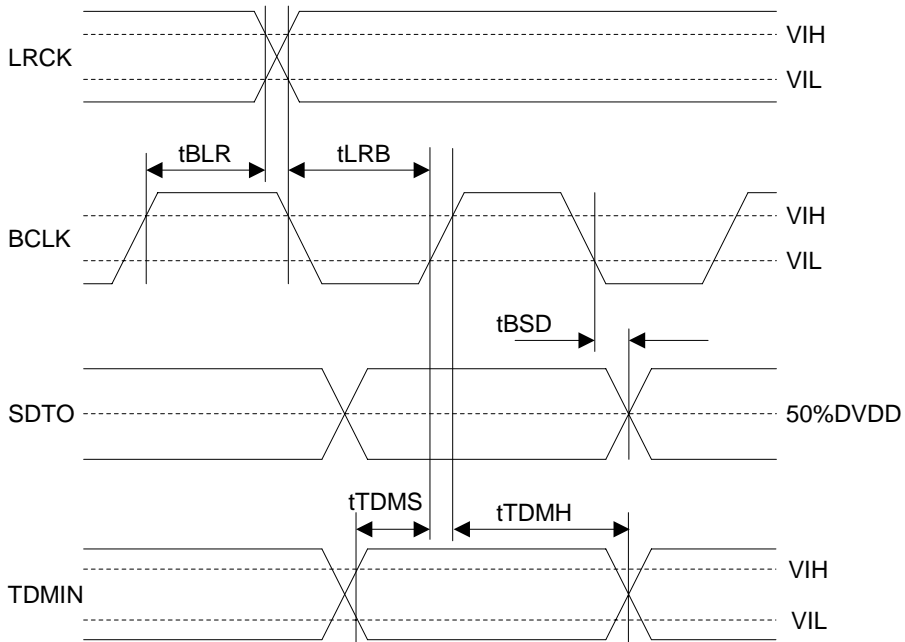 LRCK
VIH
VIL
tBLR
tLRB
BCLK
VIH
VIL
tBSD
SDTO
50%DVDD
tTDMS
tTDMH
TDMIN
VIH
VIL